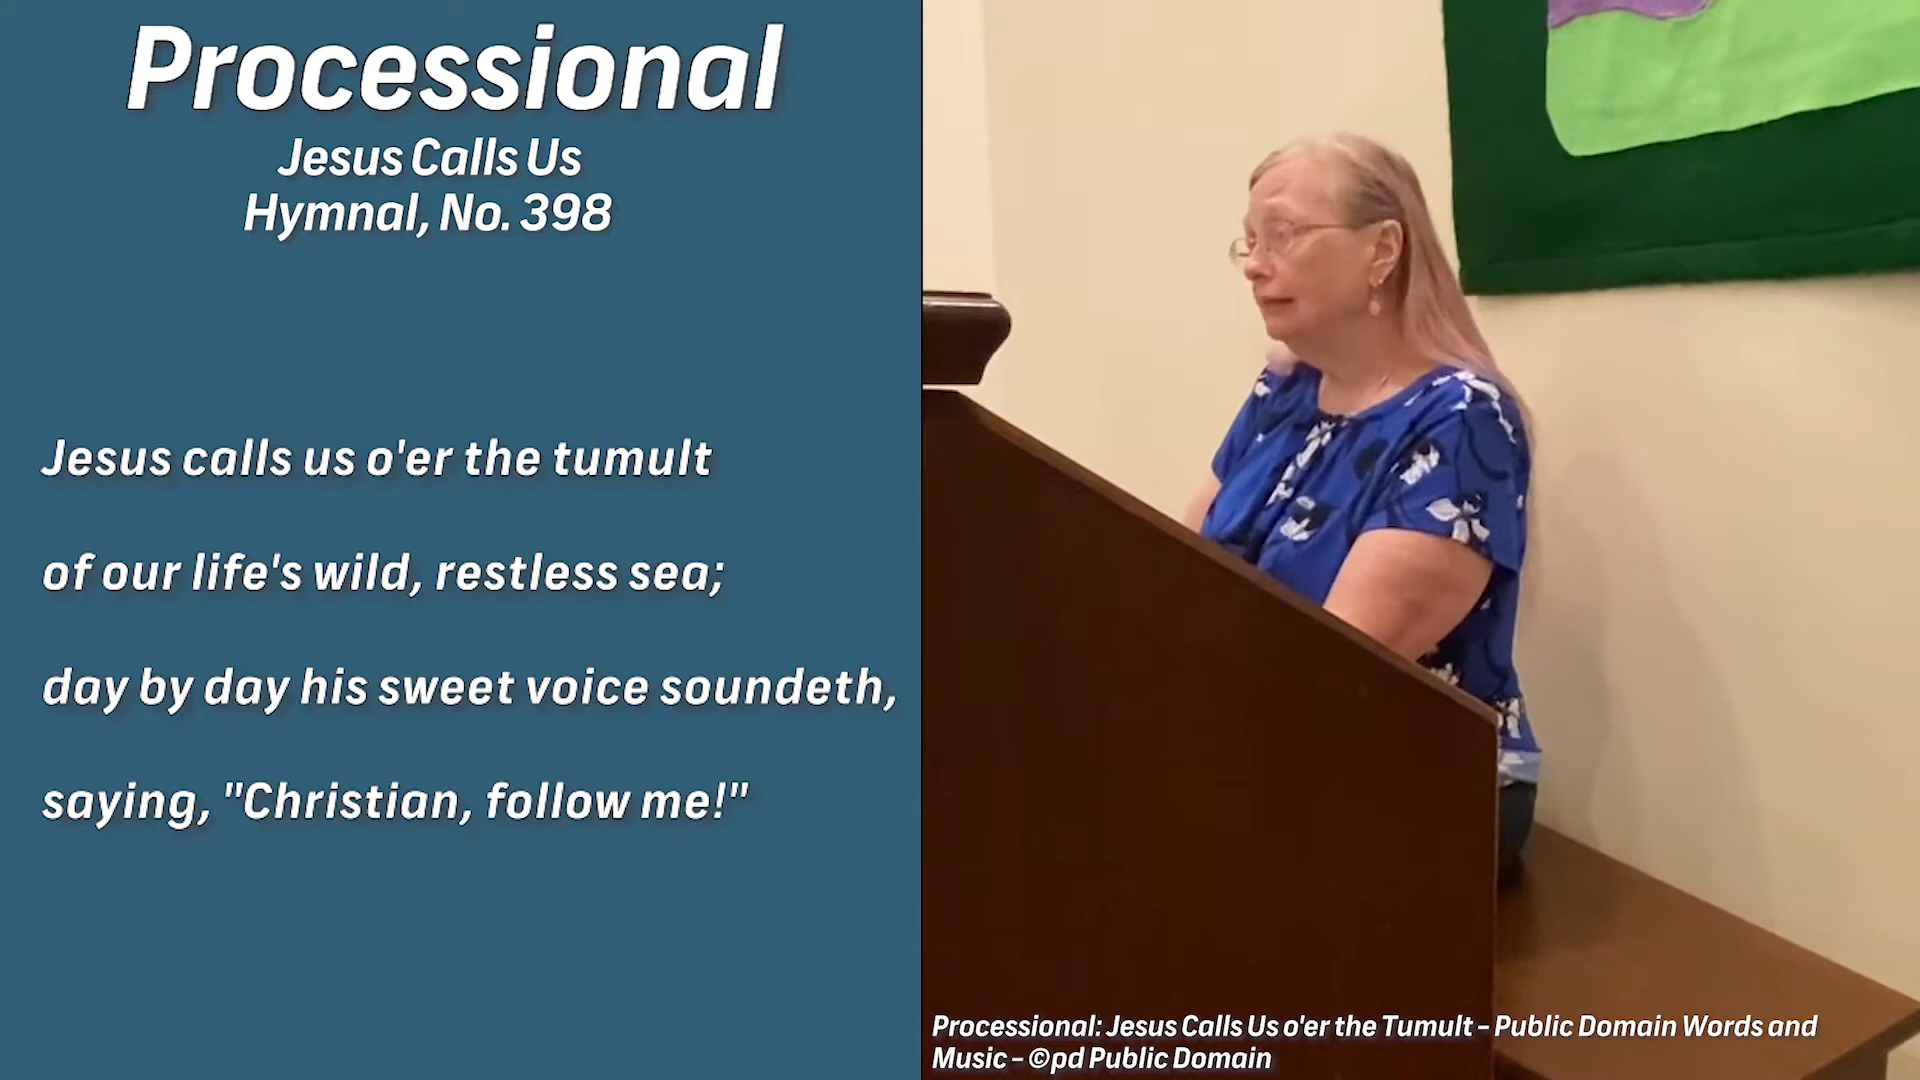 Processional
Jesus Calls Us
Hymnal, No. 398
Jesus calls us o'er the tumult
of our life's wild, restless sea;
day by day his sweet voice soundeth,
saying, "Christian, follow me!"
Processional: Jesus Calls Us o'er the Tumult - Public Domain Words and
Music - ©pd Public Domain